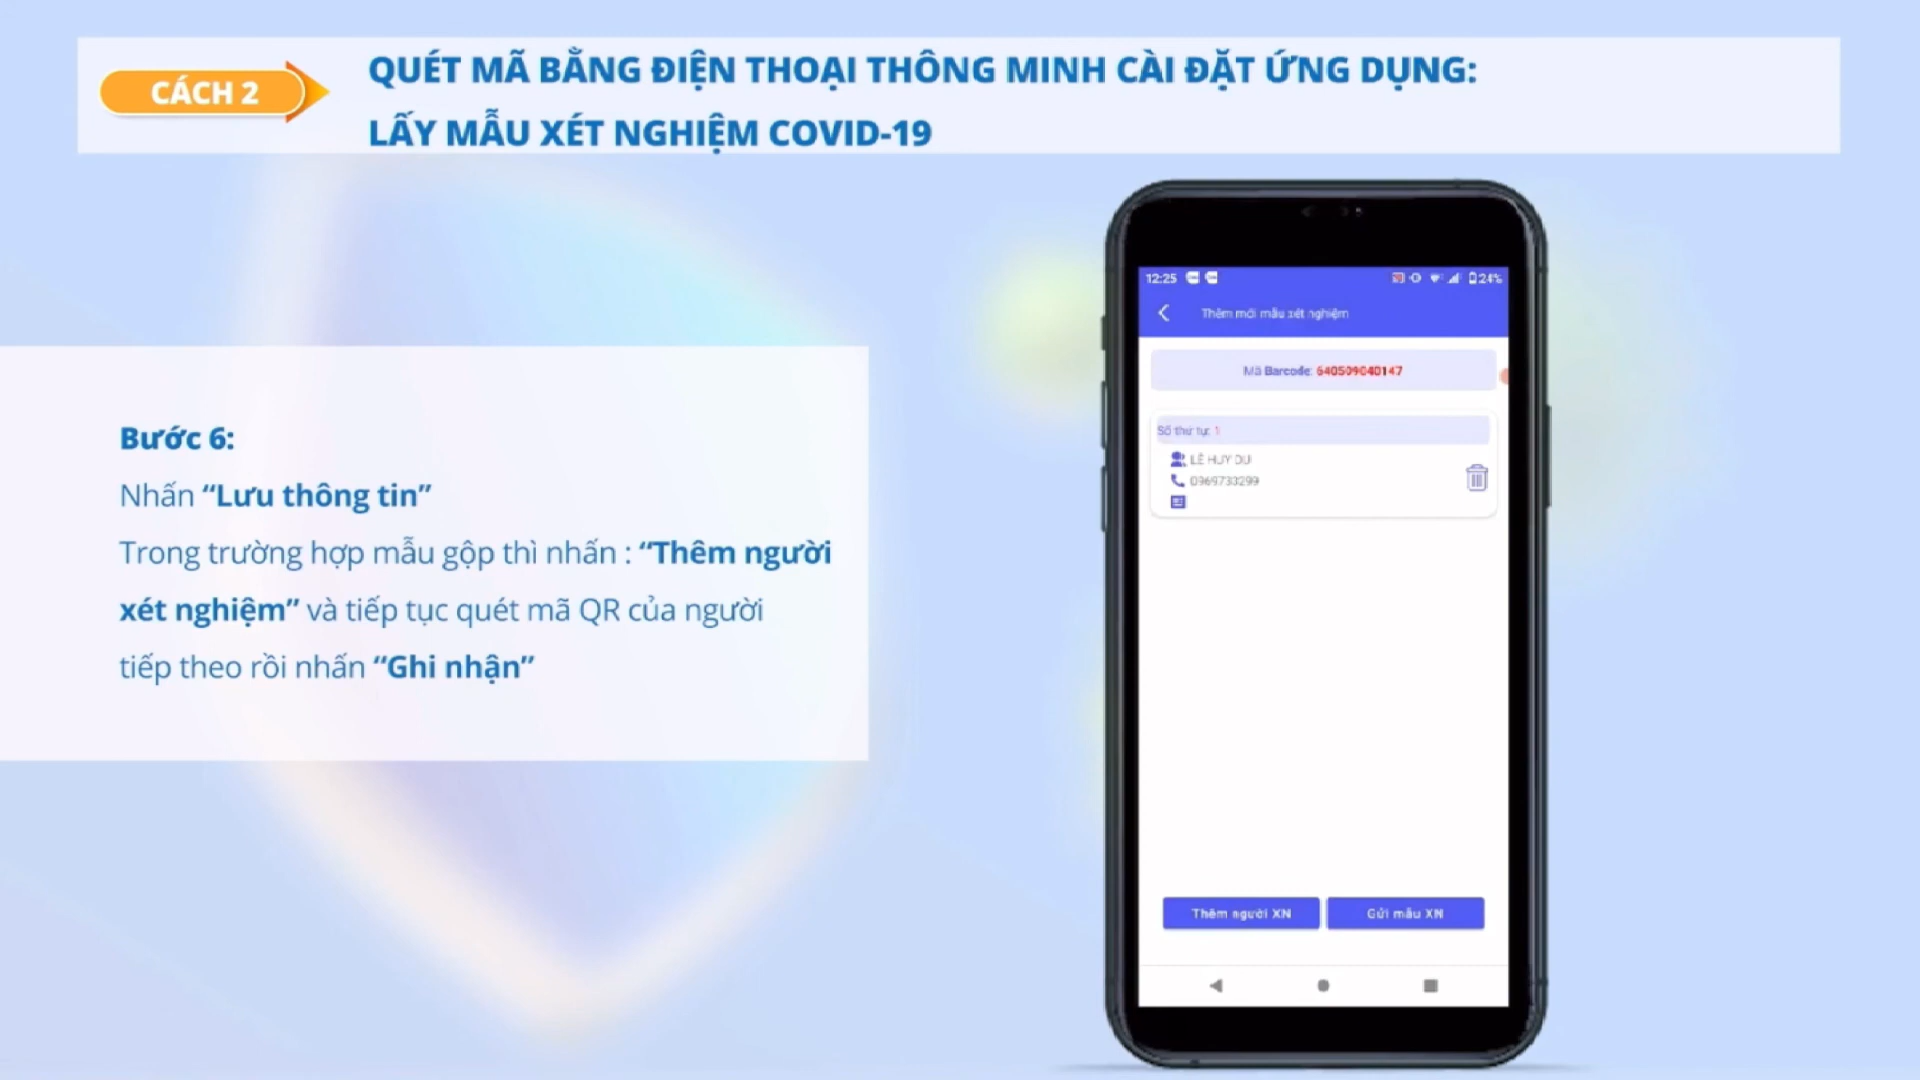 CÁCH 2
QUÉT MÃ BẰNG ĐIỆN THOẠI THÔNG MINH CÀI ĐẶT ỨNG DỤNG:
LẤY MẪU XÉT NGHIỆM COVID-19
Bước 6:
Nhấn “Lưu thông tin”
Trong trường hợp mẫu gộp thì nhấn : “Thêm người
xét nghiệm” và tiếp tục quét mã QR của người
tiếp theo rồi nhấn “Ghi nhận”
12:25
24%
Thêm mới mẫu xét nghiệm
Mã Barcode: 640509040147
Số thứ tự: 1
LÊ HUY DUI
0969733299
Thêm người XN
Gửi mẫu XN